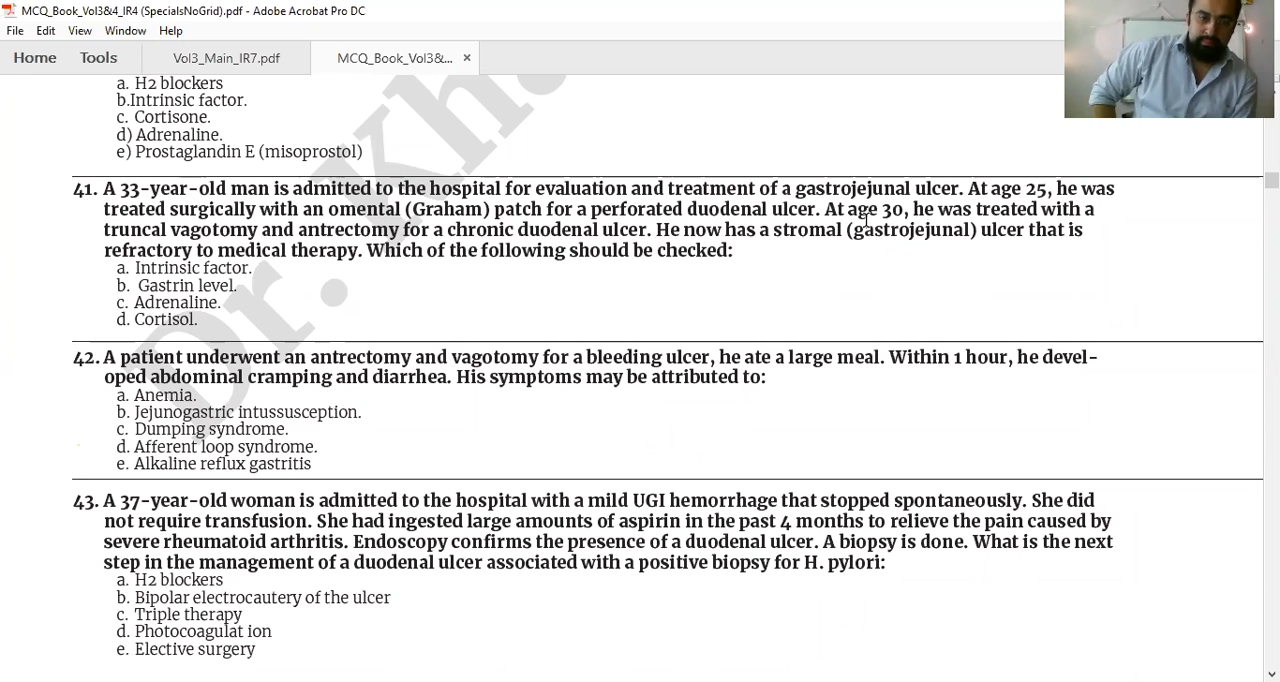 MCQ_Book_Vol3&4_IR4 (SpecialsNoGrid).pdf - Adobe Acrobat Pro DC
File Edit View Window Help
Home Tools Vol3_Main_IR7.pdf MCQ_Book_Vol3&... ×
a. H2 blockers
b.Intrinsic factor.
c. Cortisone.
d) Adrenaline.
e) Prostaglandin E (misoprostol)
41. A 33-year-old man is admitted to the hospital for evaluation and treatment of a gastrojejunal ulcer. At age 25, he was
treated surgically with an omental (Graham) patch for a perforated duodenal ulcer. At age 30, he was treated with a
truncal vagotomy and antrectomy for a chronic duodenal ulcer. He now has a stromal (gastrojejunal) ulcer that is
refractory to medical therapy. Which of the following should be checked:
a. Intrinsic factor.
b. Gastrin level.
c. Adrenaline.
d. Cortisol.
42. A patient underwent an antrectomy and vagotomy for a bleeding ulcer, he ate a large meal. Within 1 hour, he devel-
oped abdominal cramping and diarrhea. His symptoms may be attributed to:
a. Anemia.
b. Jejunogastric intussusception.
c. Dumping syndrome.
d. Afferent loop syndrome.
e. Alkaline reflux gastritis
43. A 37-year-old woman is admitted to the hospital with a mild UGI hemorrhage that stopped spontaneously. She did
not require transfusion. She had ingested large amounts of aspirin in the past 4 months to relieve the pain caused by
severe rheumatoid arthritis. Endoscopy confirms the presence of a duodenal ulcer. A biopsy is done. What is the next
step in the management of a duodenal ulcer associated with a positive biopsy for H. pylori:
a. H2 blockers
b. Bipolar electrocautery of the ulcer
c. Triple therapy
d. Photocoagulat ion
e. Elective surgery
Dr. Kha